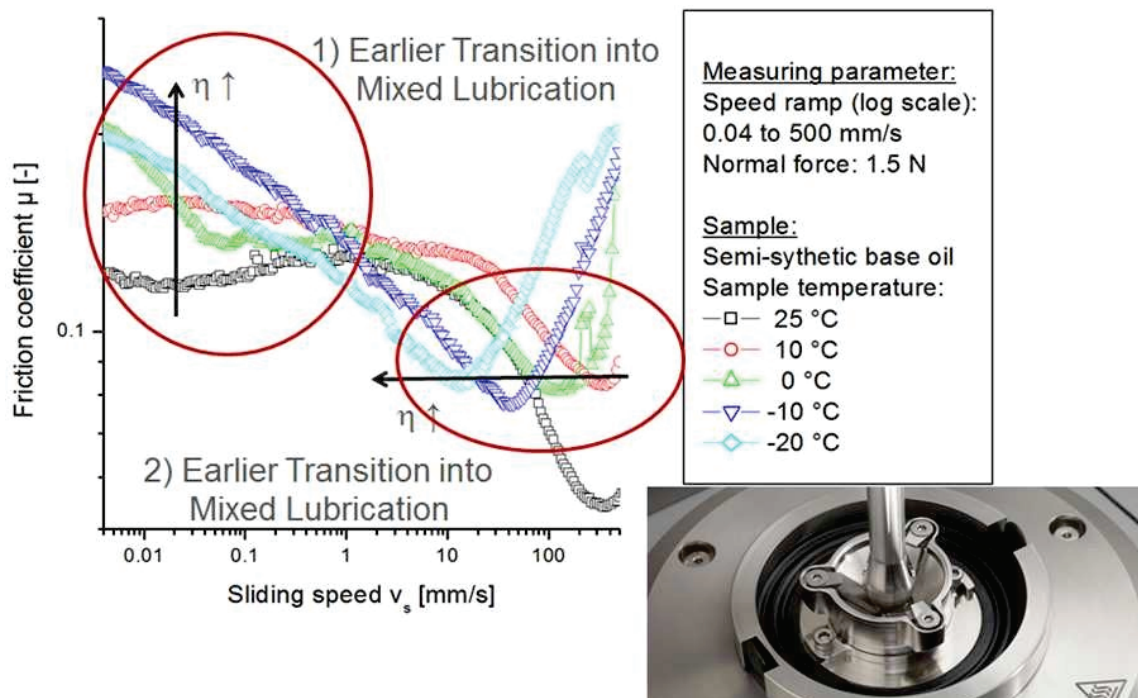 1) Earlier Transition into
Mixed Lubrication
η ↑
Friction coefficient μ [-]
0.1
η ↑
2) Earlier Transition into
Mixed Lubrication
0.01 0.1 1 10 100
Sliding speed v_s [mm/s]
Measuring parameter:
Speed ramp (log scale):
0.04 to 500 mm/s
Normal force: 1.5 N
Sample:
Semi-sythetic base oil
Sample temperature:
25 °C
10 °C
0 °C
-10 °C
-20 °C